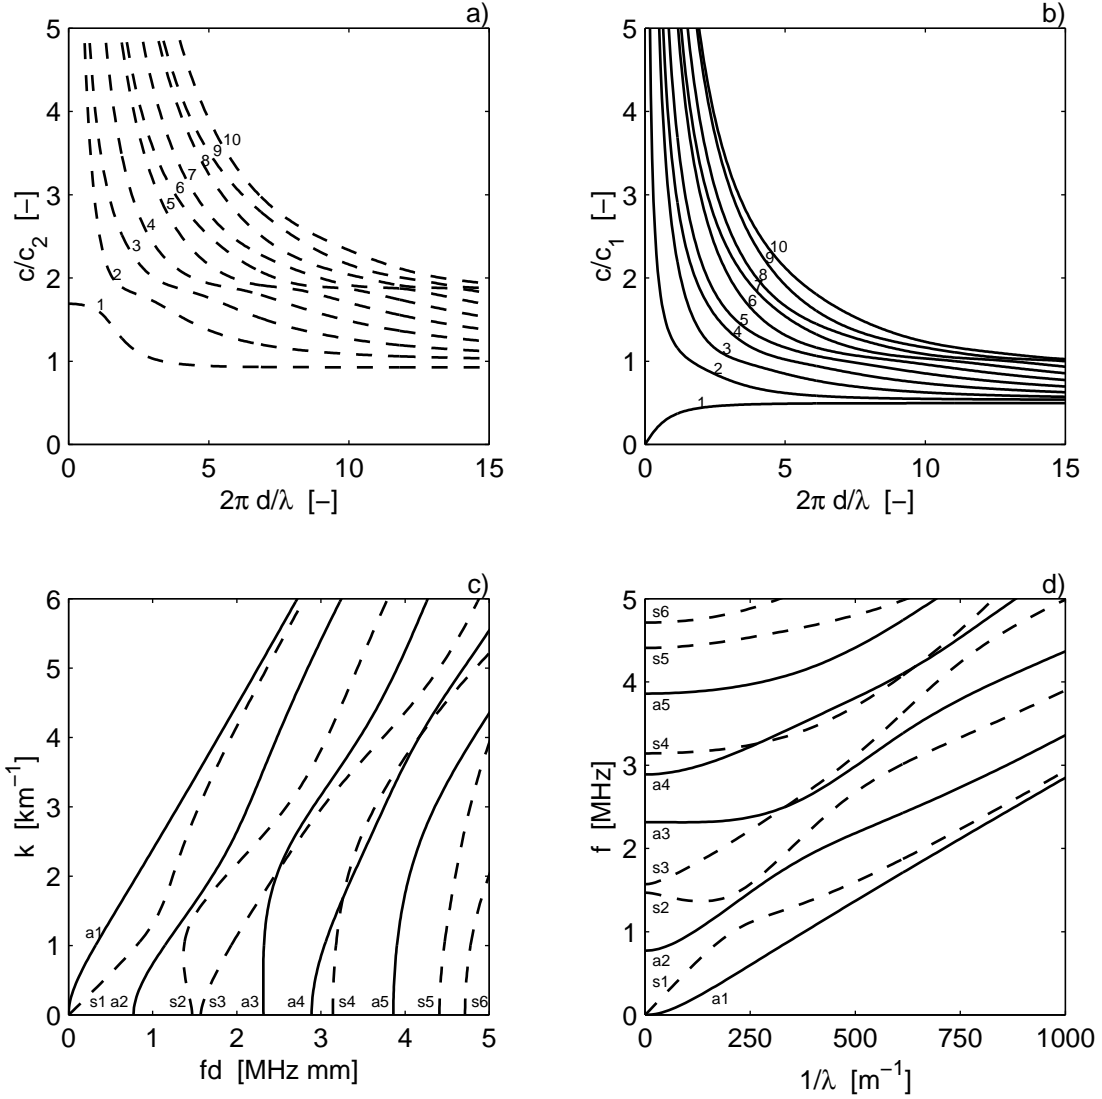 a)
5
4
3
2
1
0
c/c₂ [–]
10
9
8
7
6
5
4
3
2
1
0 5 10 15
2π d/λ [–]
b)
5
4
3
2
1
0
c/c₁ [–]
10
9
8
7
6
5
4
3
2
1
0 5 10 15
2π d/λ [–]
c)
6
5
4
3
2
1
0
k [km⁻¹]
a1
s1 a2 s2 s3 a3 a4 s4 a5 s5 s6
0 1 2 3 4 5
fd [MHz mm]
d)
5
4
3
2
1
0
f [MHz]
s6
s5
a5
s4
a4
a3
s3
s2
a2
s1
a1
0 250 500 750 1000
1/λ [m⁻¹]